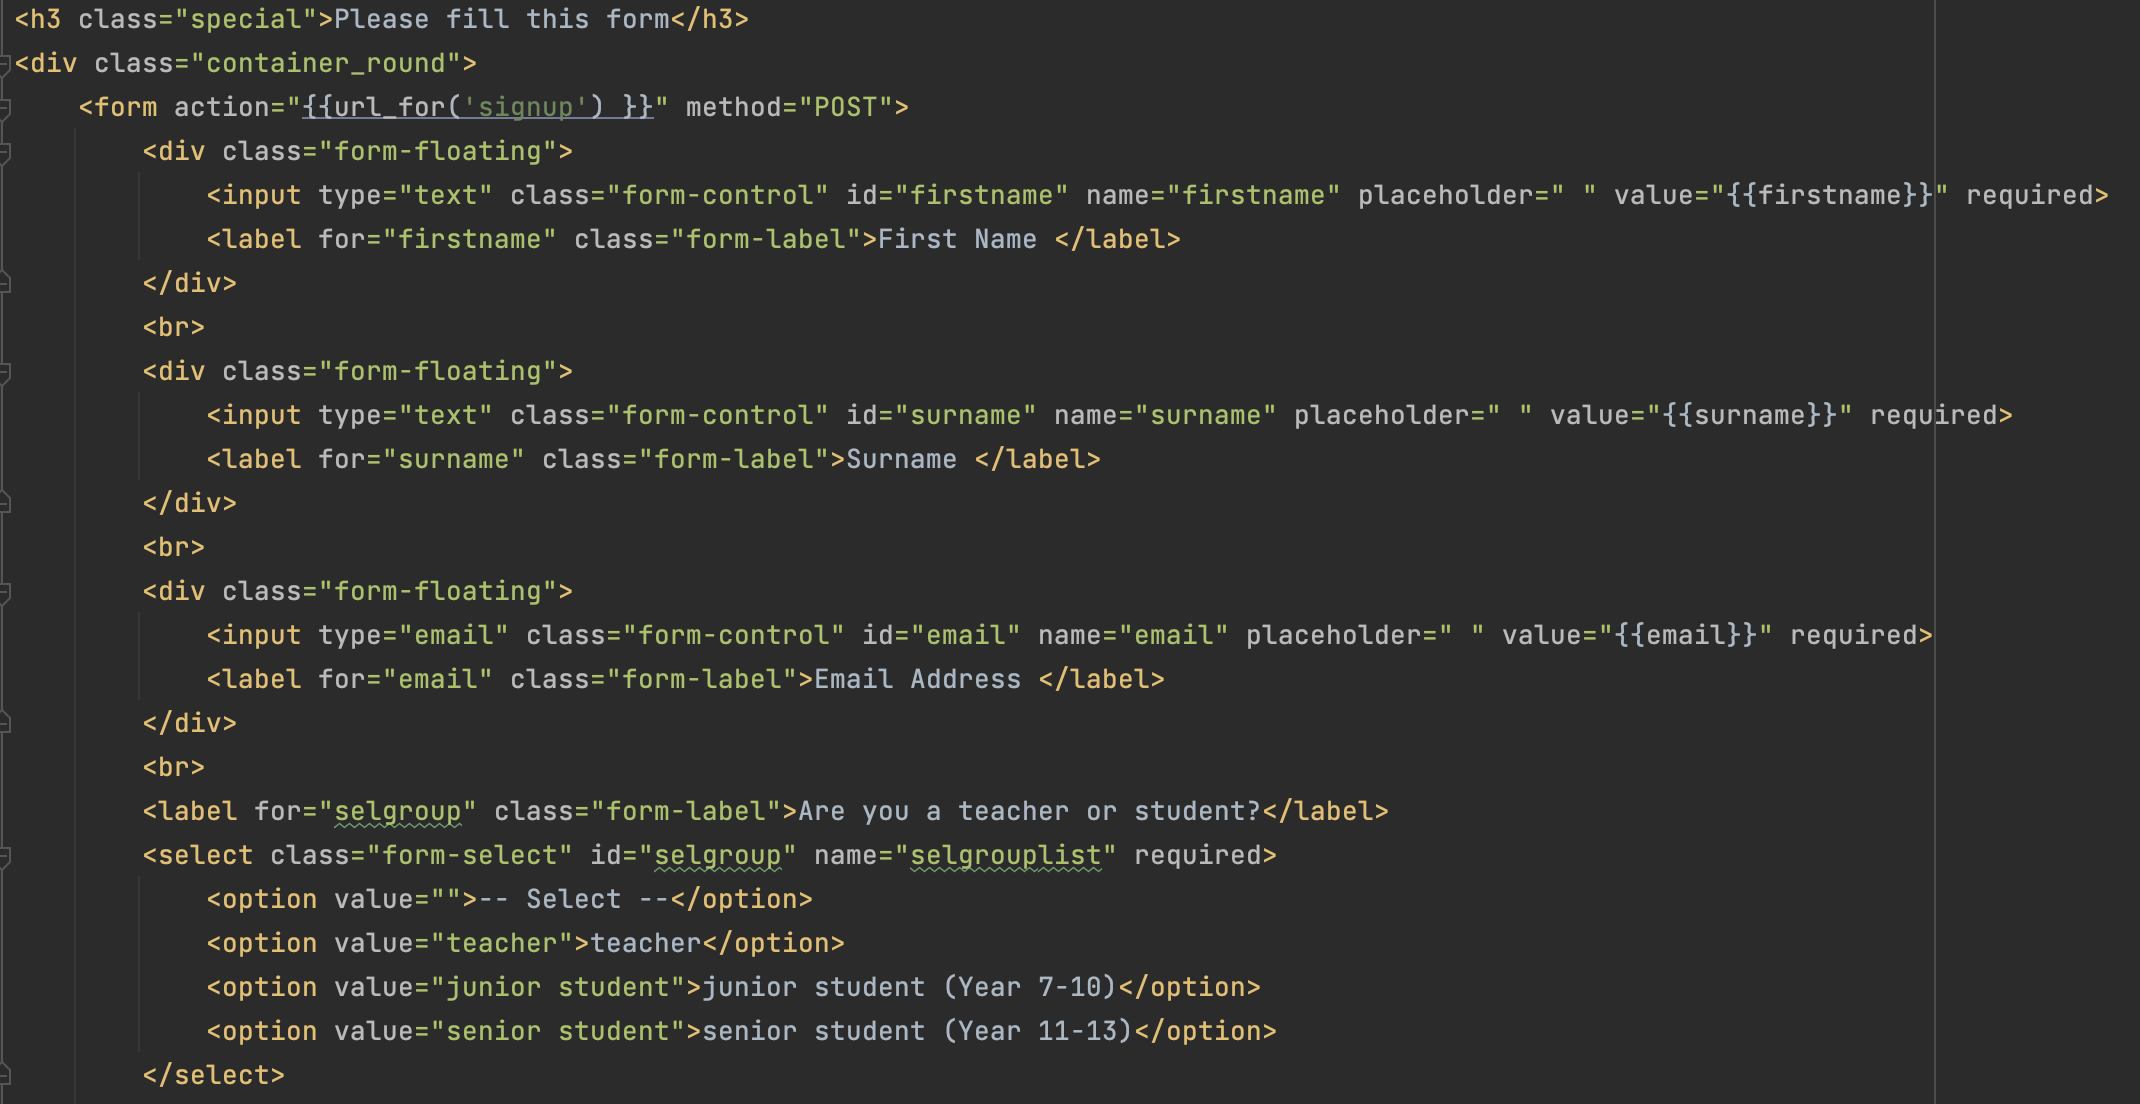 <h3 class="special">Please fill this form</h3>
<div class="container_round">
    <form action="{{url_for('signup') }}" method="POST">
        <div class="form-floating">
            <input type="text" class="form-control" id="firstname" name="firstname" placeholder=" " value="{{firstname}}" required>
            <label for="firstname" class="form-label">First Name </label>
        </div>
        <br>
        <div class="form-floating">
            <input type="text" class="form-control" id="surname" name="surname" placeholder=" " value="{{surname}}" required>
            <label for="surname" class="form-label">Surname </label>
        </div>
        <br>
        <div class="form-floating">
            <input type="email" class="form-control" id="email" name="email" placeholder=" " value="{{email}}" required>
            <label for="email" class="form-label">Email Address </label>
        </div>
        <br>
        <label for="selgroup" class="form-label">Are you a teacher or student?</label>
        <select class="form-select" id="selgroup" name="selgrouplist" required>
            <option value="">-- Select --</option>
            <option value="teacher">teacher</option>
            <option value="junior student">junior student (Year 7-10)</option>
            <option value="senior student">senior student (Year 11-13)</option>
        </select>